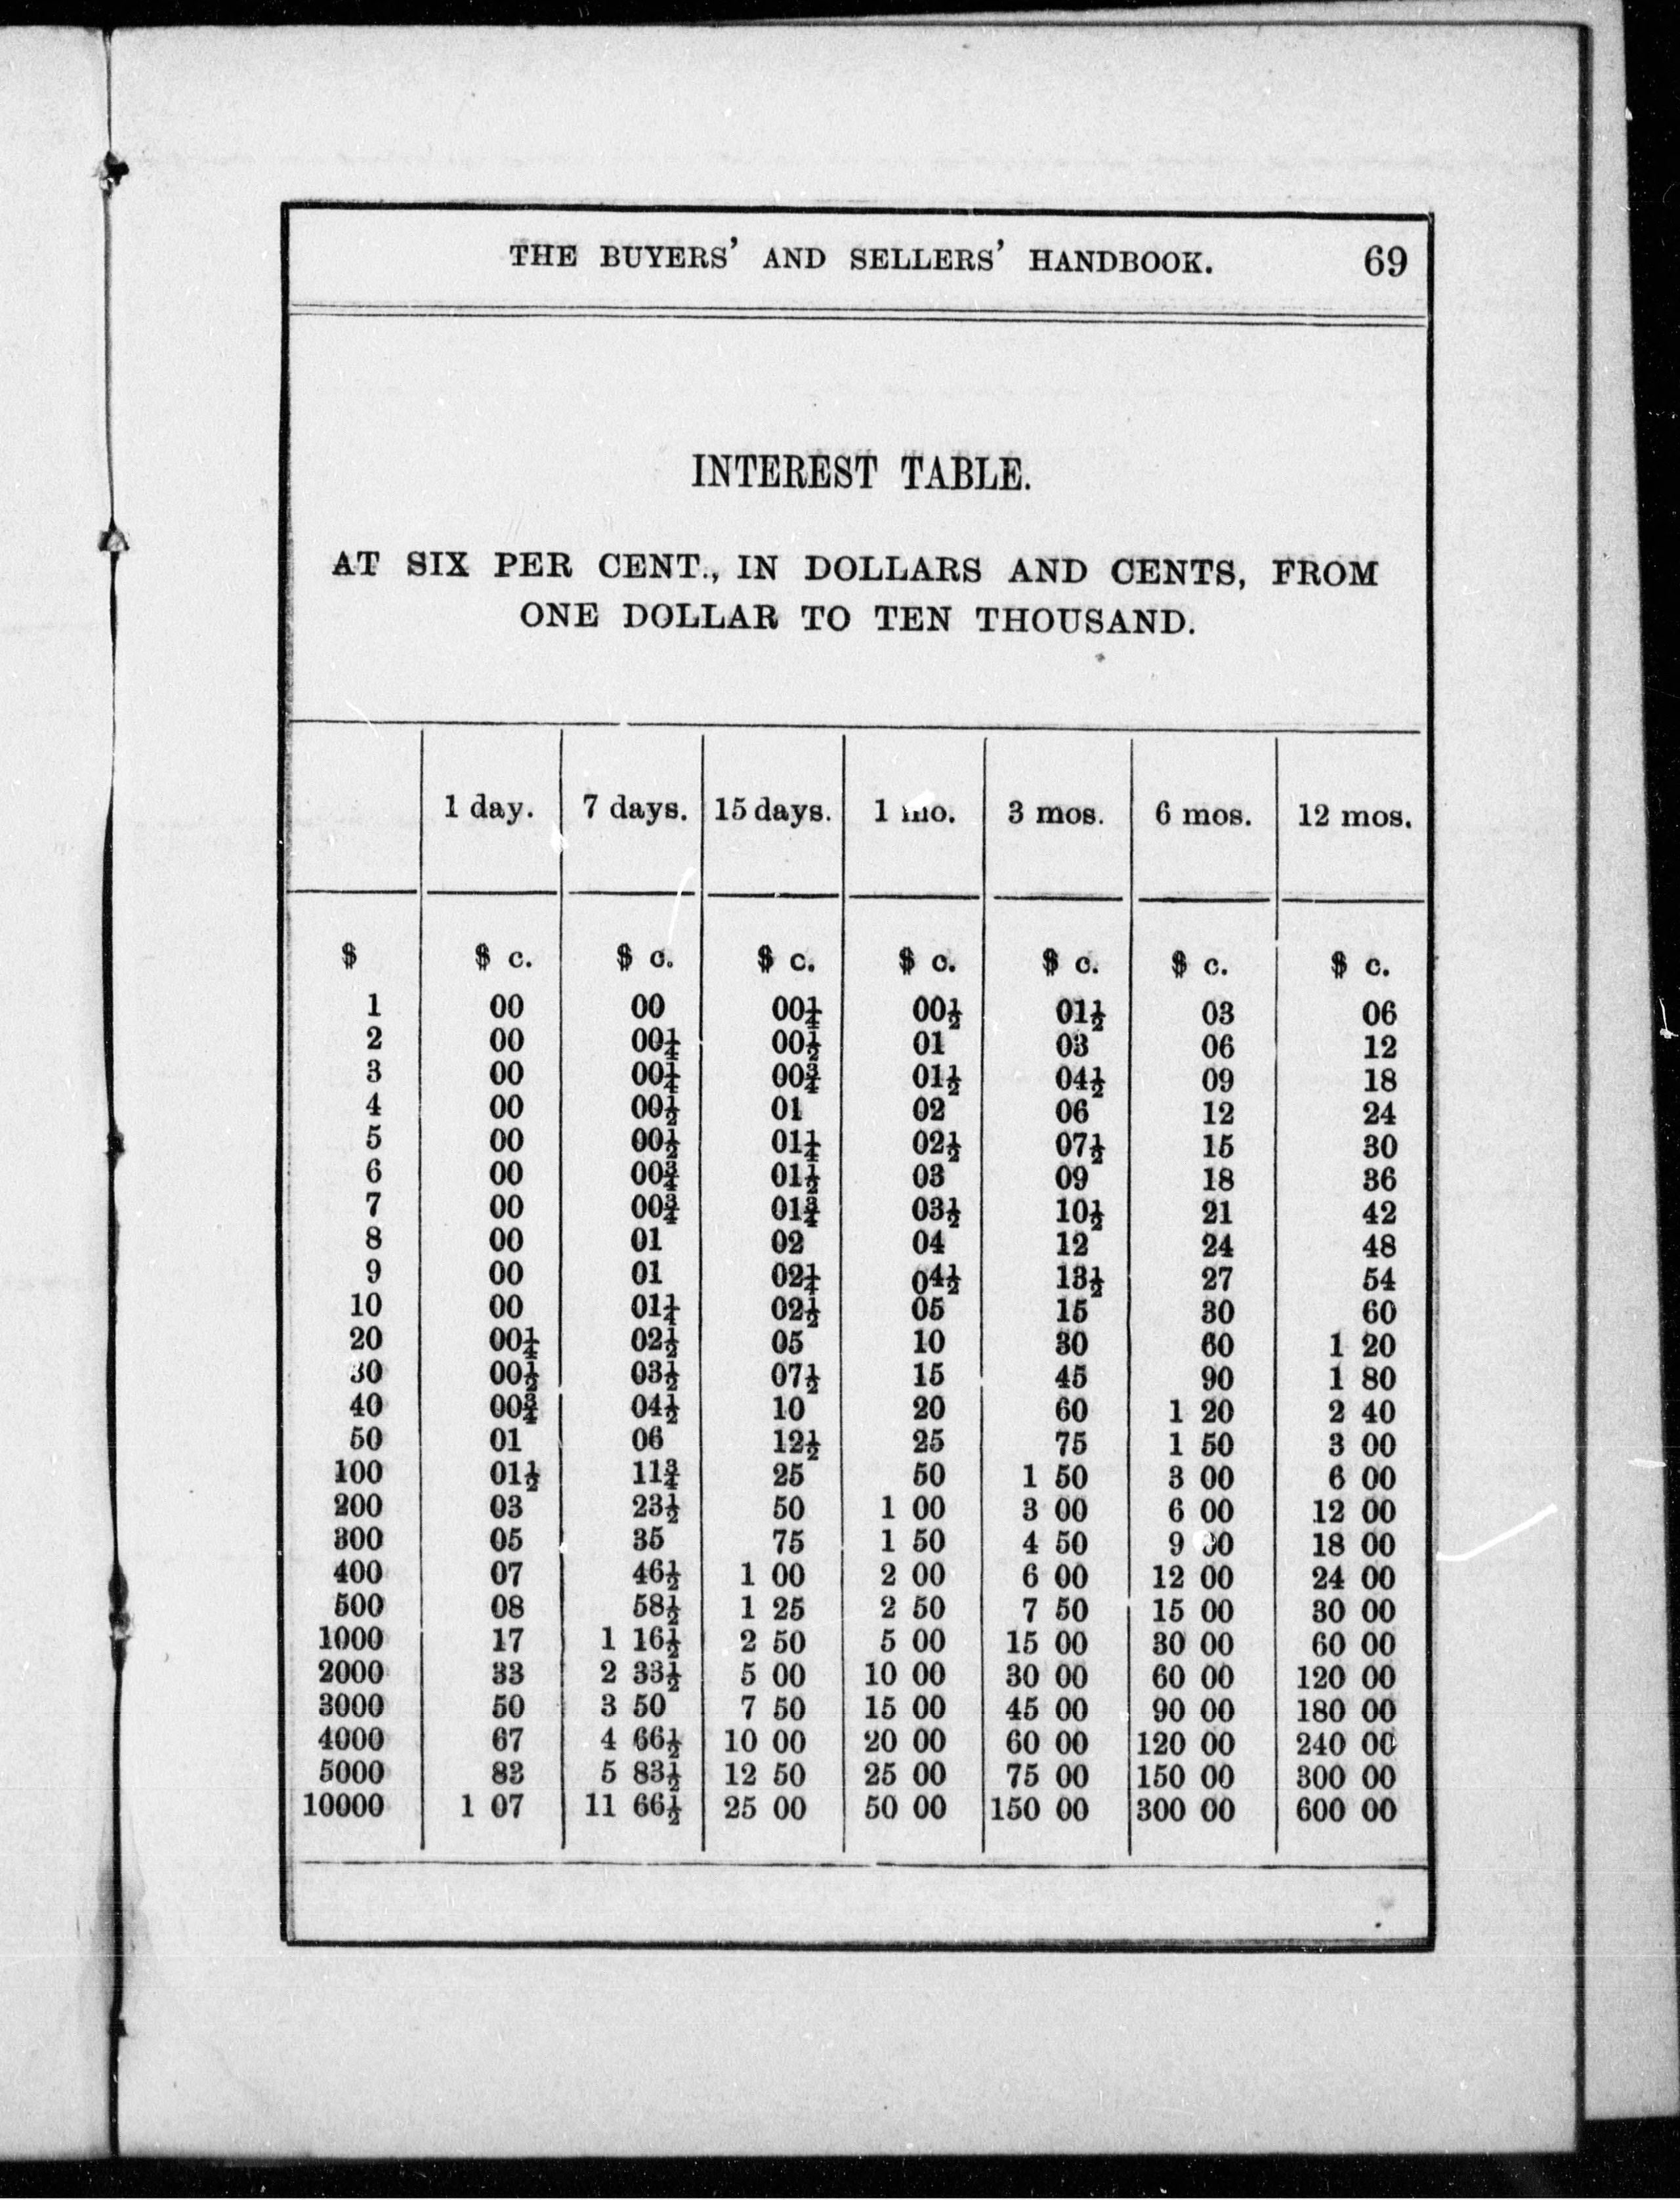 THE BUYERS' AND SELLERS' HANDBOOK. 69
INTEREST TABLE.
AT SIX PER CENT., IN DOLLARS AND CENTS, FROM
ONE DOLLAR TO TEN THOUSAND.
1 day. 7 days. 15 days. 1 mo. 3 mos. 6 mos. 12 mos.
$ $ c. $ c. $ c. $ c. $ c. $ c. $ c.
1 00 00 00¼ 00½ 01½ 03 06
2 00 00¼ 00½ 01 03 06 12
3 00 00¼ 00¾ 01½ 04½ 09 18
4 00 00½ 01 02 06 12 24
5 00 00½ 01¼ 02½ 07½ 15 30
6 00 00¾ 01½ 03 09 18 36
7 00 00¾ 01¾ 03½ 10½ 21 42
8 00 01 02 04 12 24 48
9 00 01 02¼ 04½ 13½ 27 54
10 00 01¼ 02½ 05 15 30 60
20 00¼ 02½ 05 10 30 60 1 20
30 00½ 03½ 07½ 15 45 90 1 80
40 00¾ 04½ 10 20 60 1 20 2 40
50 01 06 12½ 25 75 1 50 3 00
100 01½ 11¾ 25 50 1 50 3 00 6 00
200 03 23½ 50 1 00 3 00 6 00 12 00
300 05 35 75 1 50 4 50 9 00 18 00
400 07 46½ 1 00 2 00 6 00 12 00 24 00
500 08 58½ 1 25 2 50 7 50 15 00 30 00
1000 17 1 16½ 2 50 5 00 15 00 30 00 60 00
2000 33 2 33½ 5 00 10 00 30 00 60 00 120 00
3000 50 3 50 7 50 15 00 45 00 90 00 180 00
4000 67 4 66½ 10 00 20 00 60 00 120 00 240 00
5000 83 5 83½ 12 50 25 00 75 00 150 00 300 00
10000 1 07 11 66½ 25 00 50 00 150 00 300 00 600 00